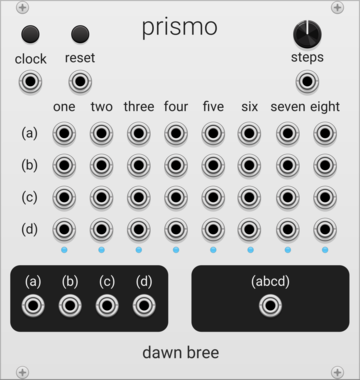 prismo
clock reset steps
one two three four five six seven eight
(a)
(b)
(c)
(d)
(a) (b) (c) (d) (abcd)
dawn bree